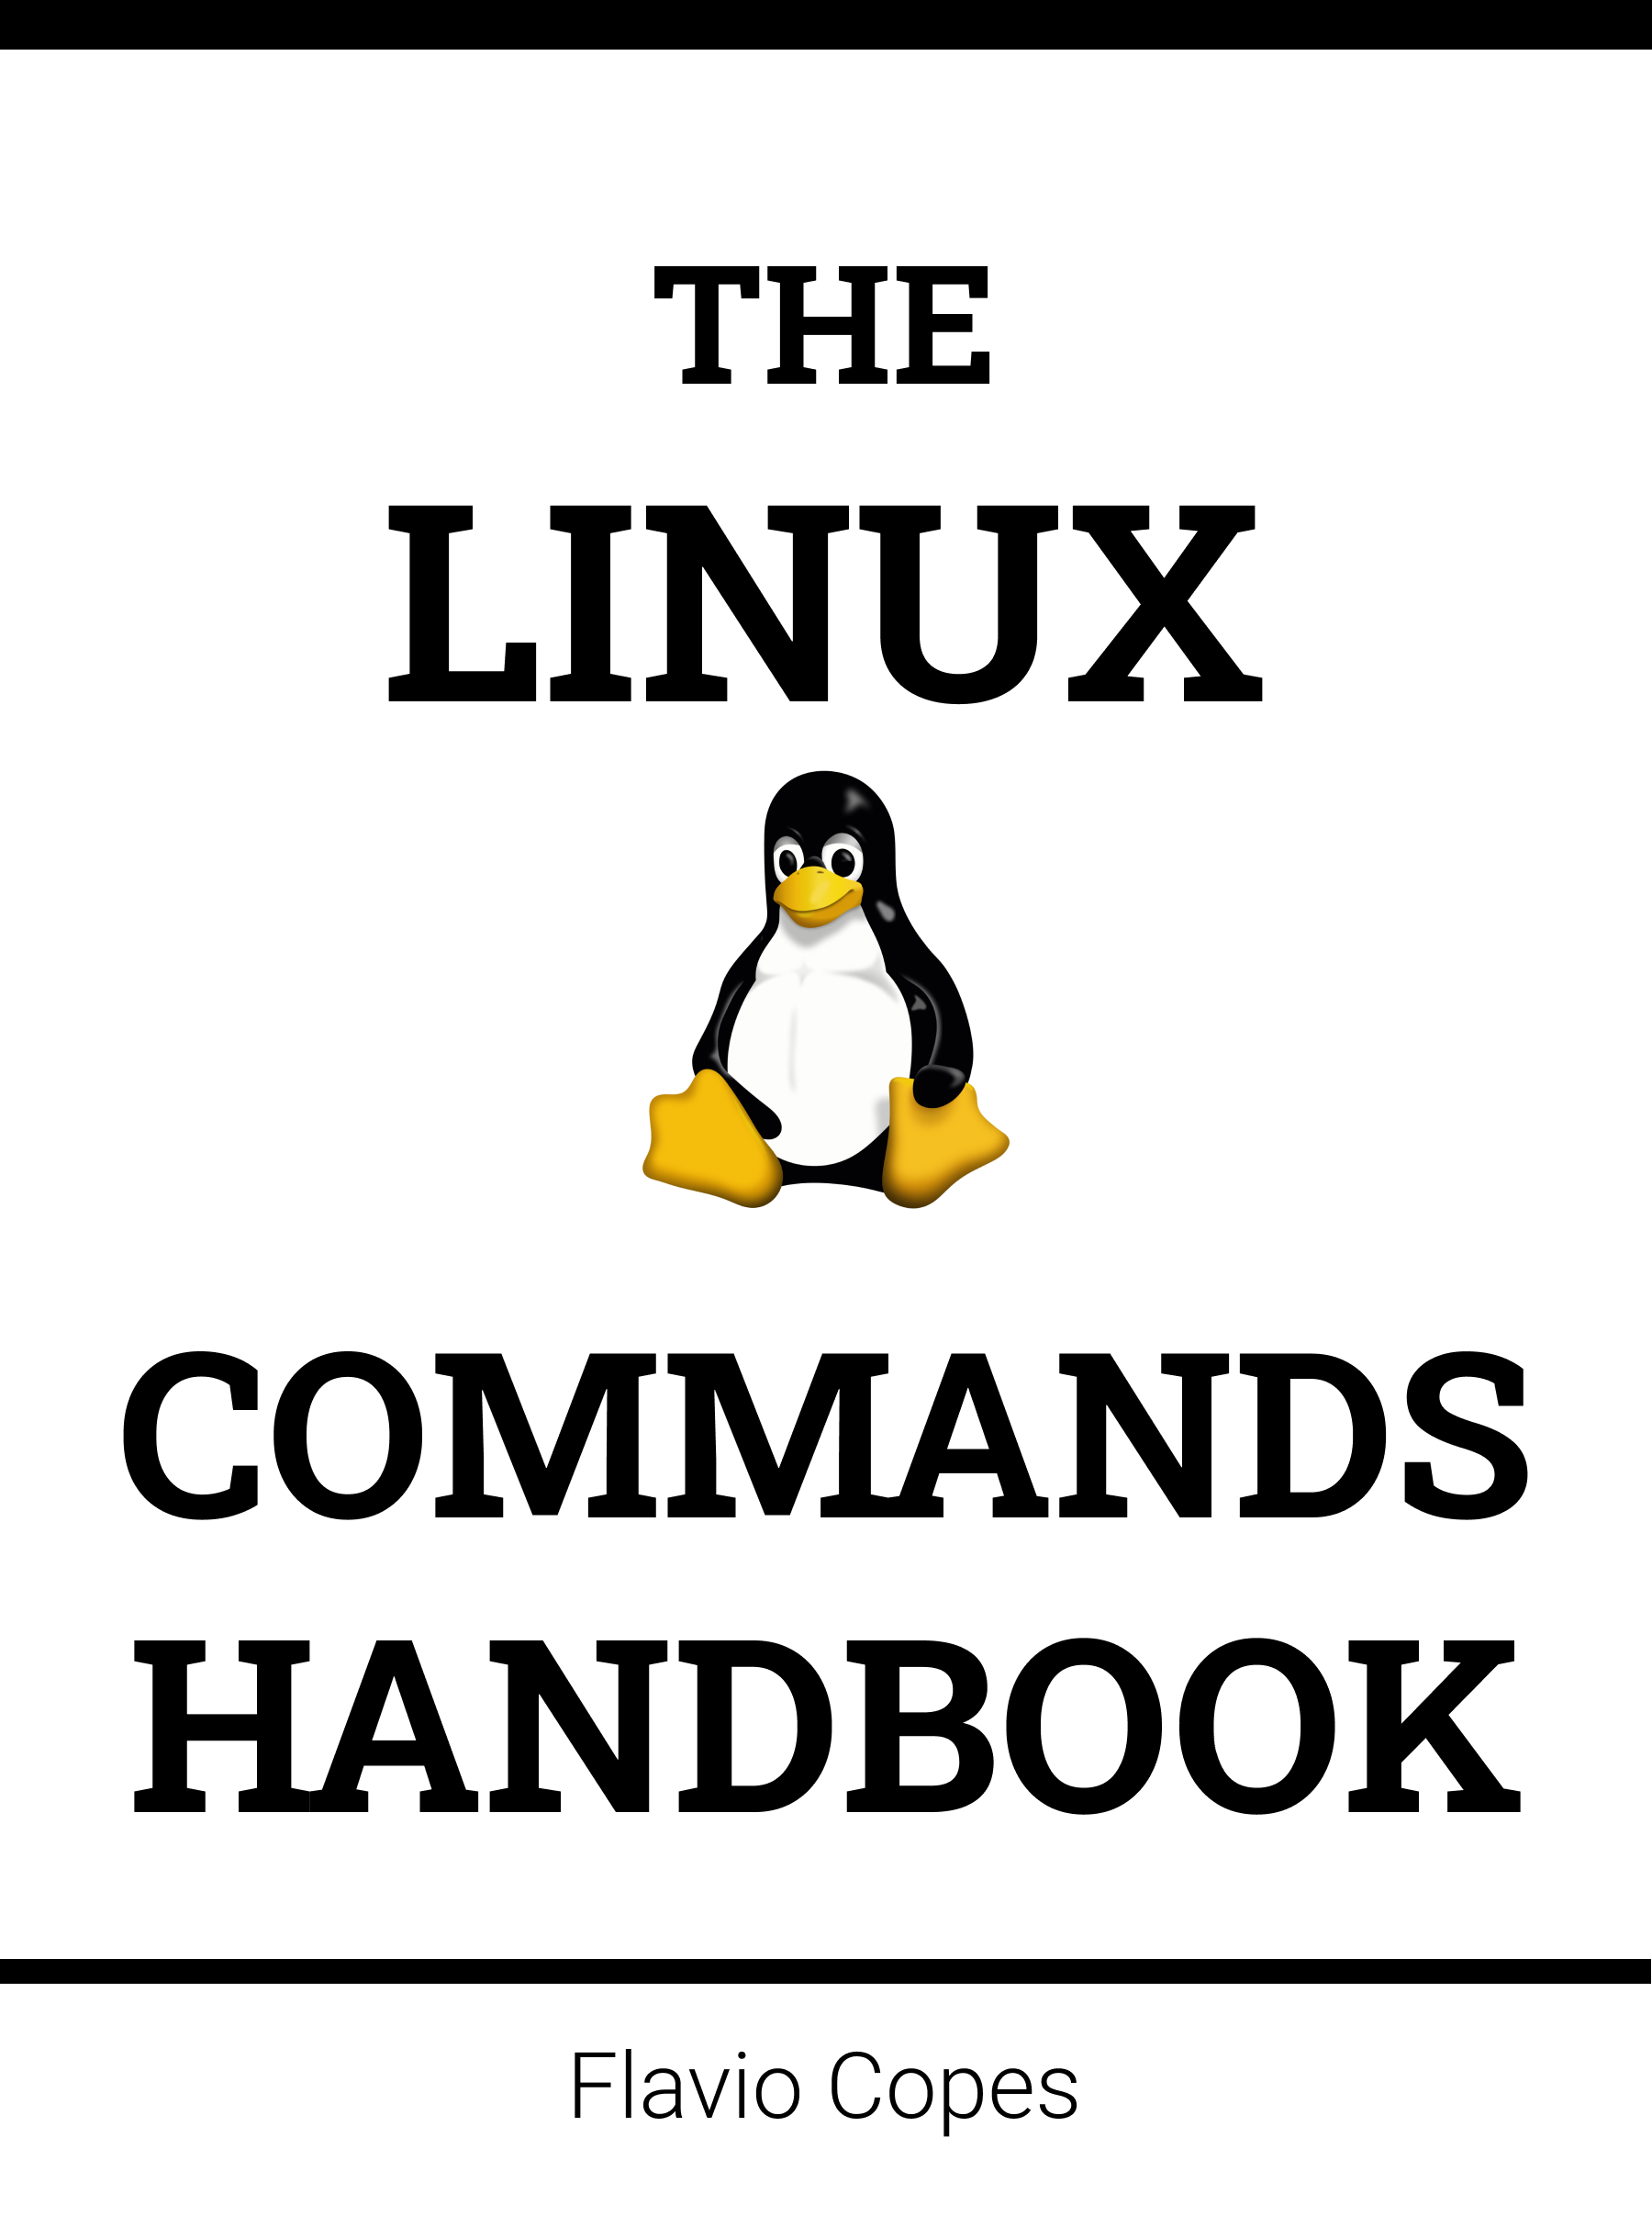 THE
LINUX
COMMANDS
HANDBOOK
Flavio Copes